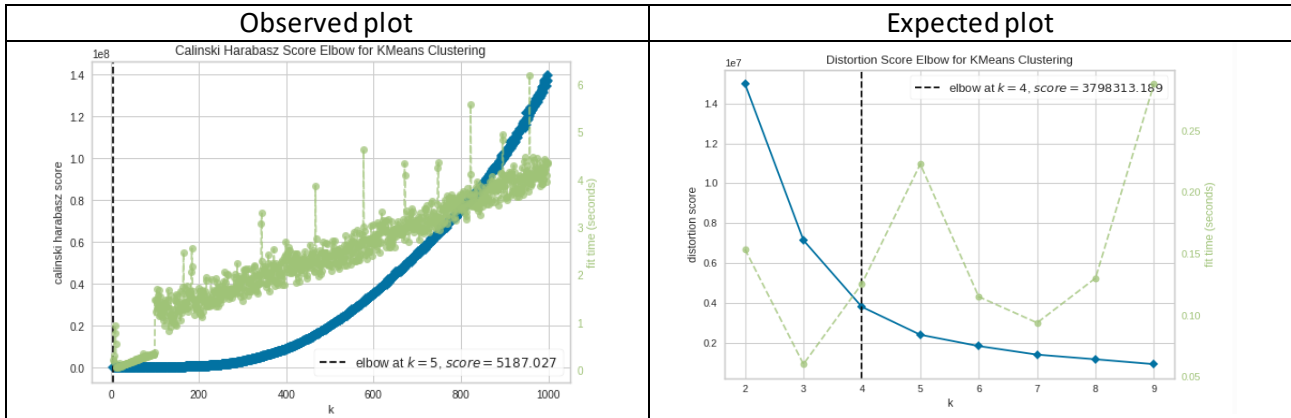 Observed plot
Expected plot
Calinski Harabasz Score Elbow for KMeans Clustering
1e8
1.4
1.2
1.0
0.8
0.6
0.4
0.2
0.0
calinski harabasz score
0
200
400
600
800
1000
k
6
5
4
3
2
1
0
fit time (seconds)
elbow at k = 5, score = 5187.027
Distortion Score Elbow for KMeans Clustering
1e7
1.4
1.2
1.0
0.8
0.6
0.4
0.2
distortion score
2
3
4
5
6
7
8
9
k
0.25
0.20
0.15
0.10
0.05
fit time (seconds)
elbow at k = 4, score = 3798313.189